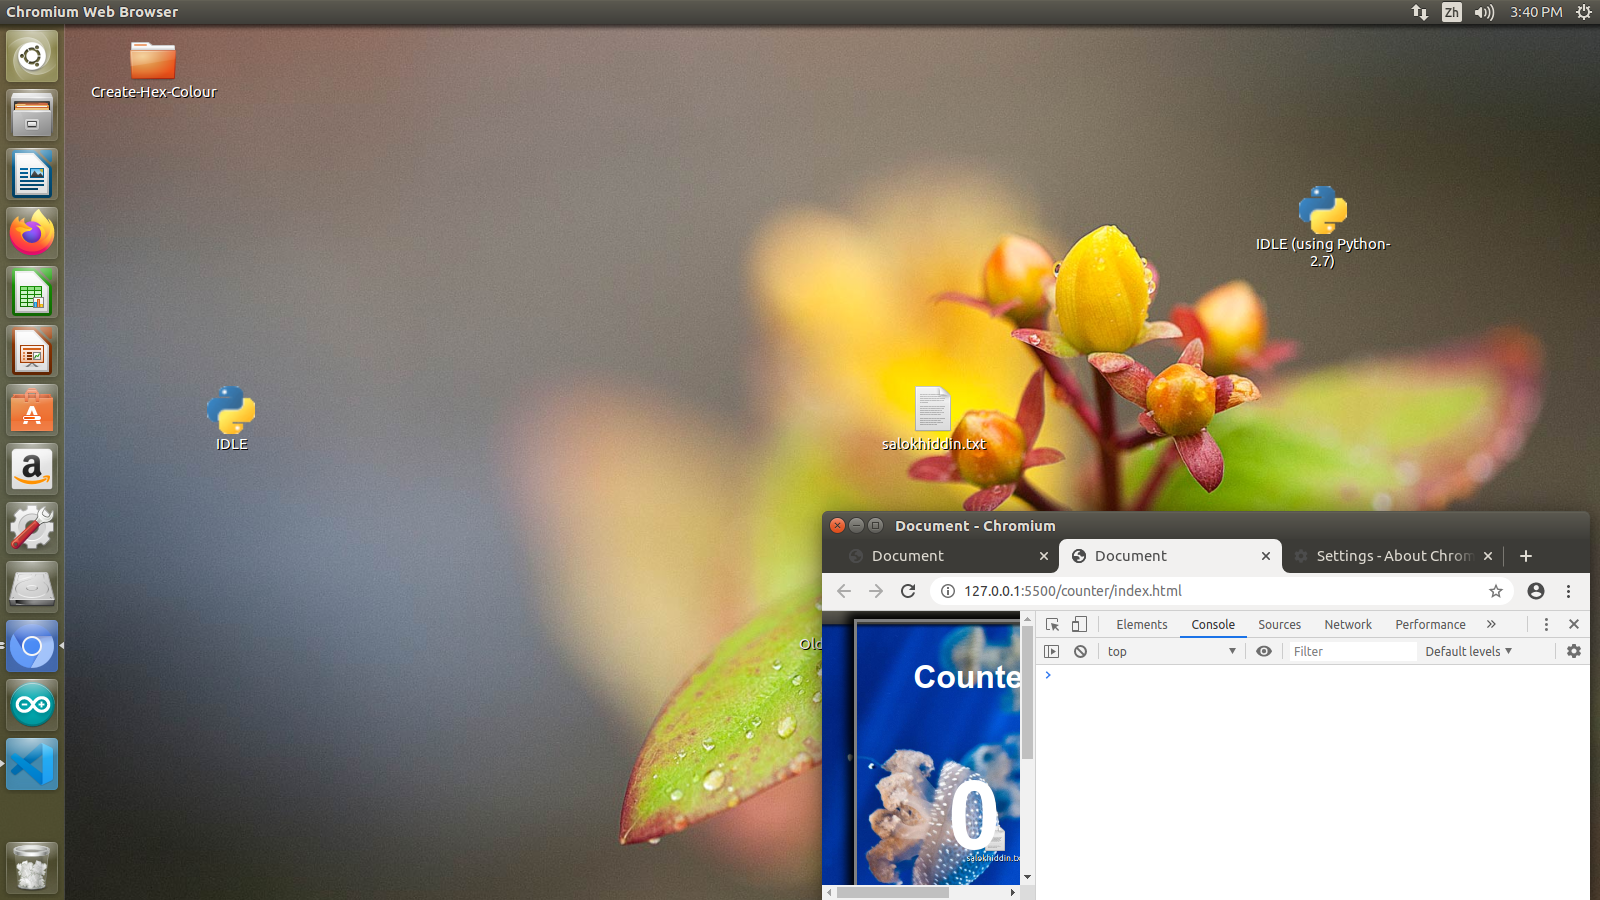 Chromium Web Browser
Zh
3:40 PM
Create-Hex-Colour
IDLE (using Python-
2.7)
IDLE
salokhiddin.txt
Document - Chromium
Document
Document
Settings - About Chrom
127.0.0.1:5500/counter/index.html
Elements
Console
Sources
Network
Performance
»
top
Filter
Default levels
Counte
0
salokhiddin.tx
Old